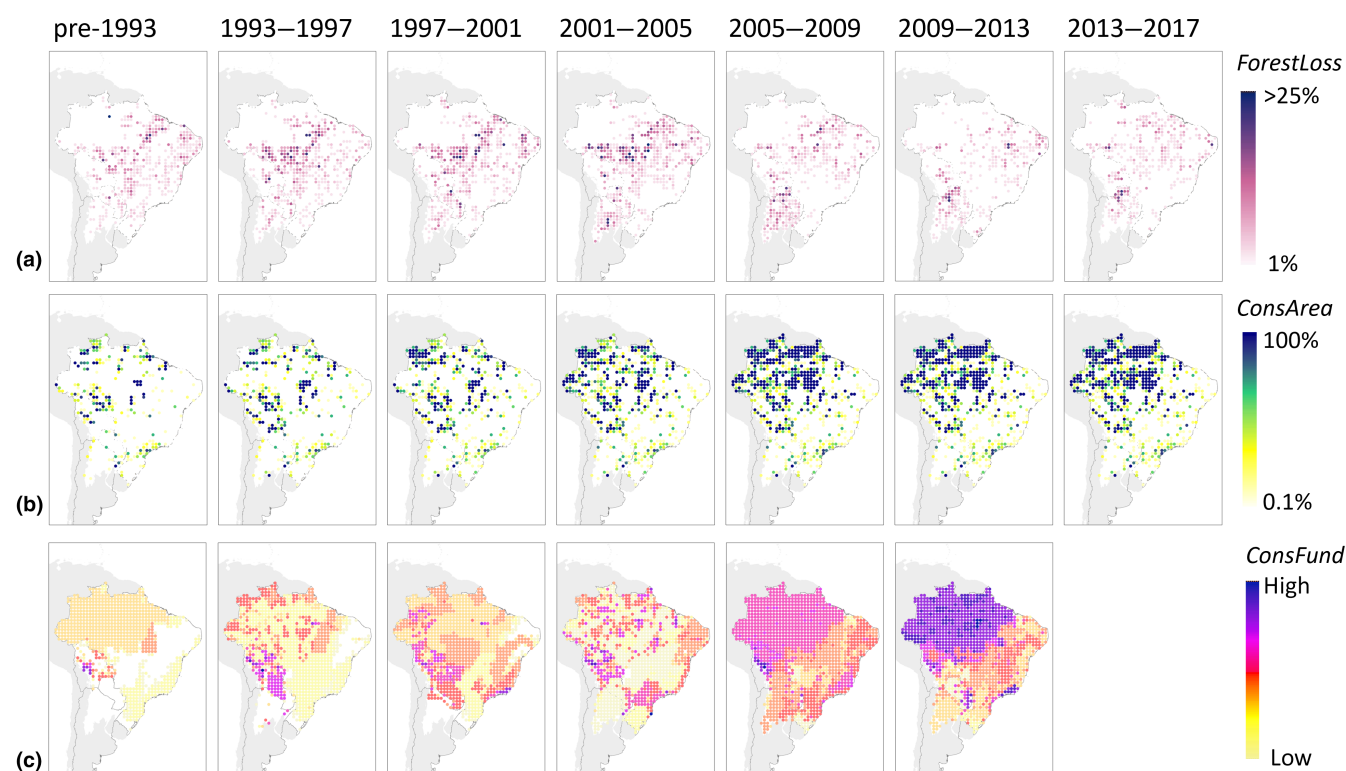 pre-1993 1993–1997 1997–2001 2001–2005 2005–2009 2009–2013 2013–2017
ForestLoss
>25%
1%
(a)
ConsArea
100%
0.1%
(b)
ConsFund
High
Low
(c)